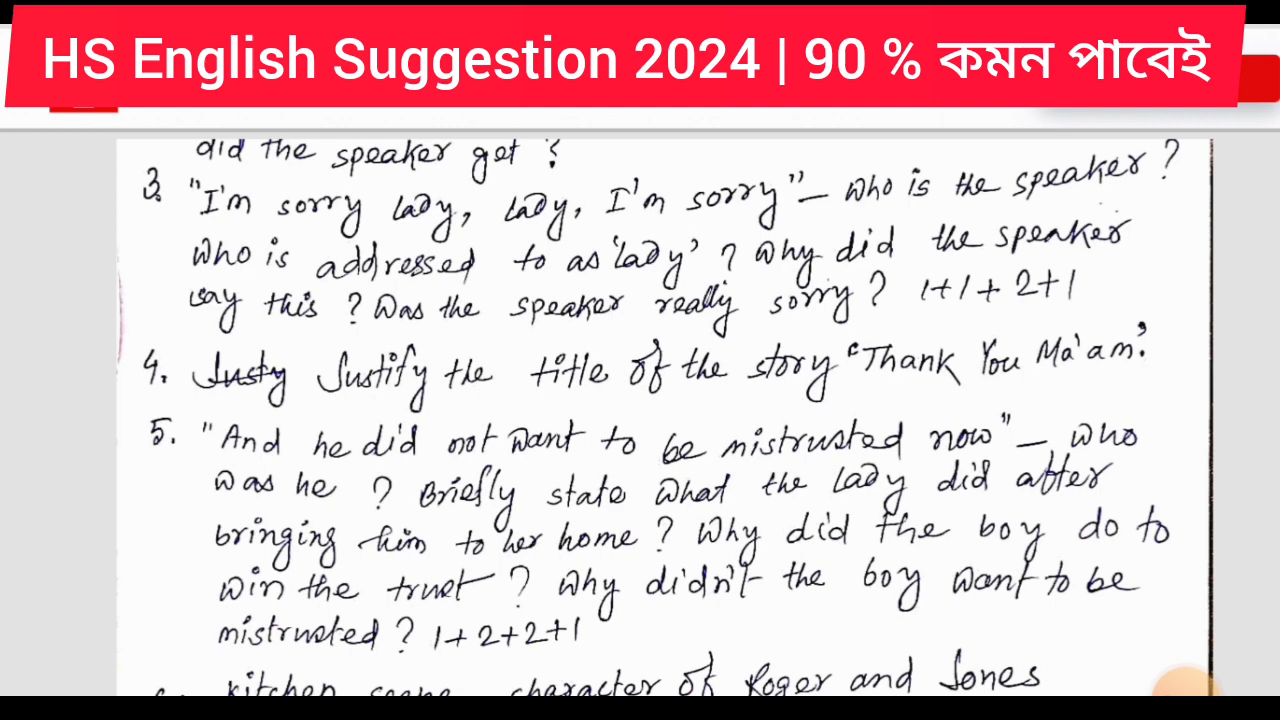 HS English Suggestion 2024 | 90 % কমন পাবেই
did the speaker get ?
3. "I'm sorry lady, lady, I'm sorry" – Who is the speaker ?
Who is addressed to as 'lady' ? Why did the speaker
say this ? Was the speaker really sorry ? 1+1+2+1
4. Justy Justify the title of the story 'Thank You Ma'am.'
5. "And he did not want to be mistrusted now" – Who
was he ? Briefly state what the lady did after
bringing him to her home ? Why did the boy do to
win the trust ? Why didn't the boy want to be
mistrusted ? 1+2+2+1
kitchen scene, character of Roger and Jones